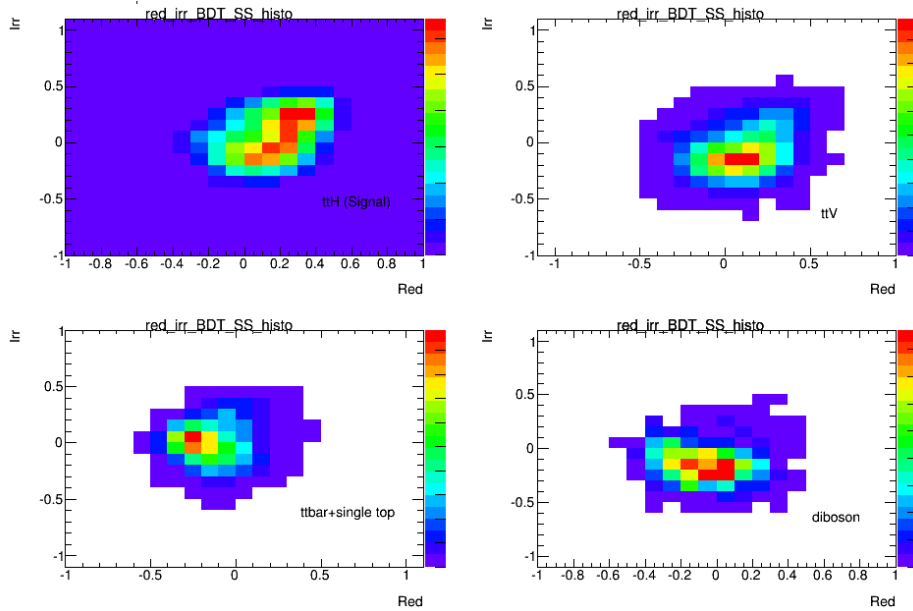 red_irr_BDT_SS_histo
Irr
0.5
0
-0.5
-1
ttH (Signal)
-1 -0.8 -0.6 -0.4 -0.2 0 0.2 0.4 0.6 0.8 1
Red
red_irr_BDT_SS_histo
Irr
1
0.5
0
-0.5
-1
ttV
-1 -0.5 0 0.5 1
Red
red_irr_BDT_SS_histo
Irr
1
0.5
0
-0.5
-1
ttbar+single top
-1 -0.5 0 0.5 1
Red
red_irr_BDT_SS_histo
Irr
1
0.5
0
-0.5
-1
diboson
-1 -0.8 -0.6 -0.4 -0.2 0 0.2 0.4 0.6 0.8 1
Red